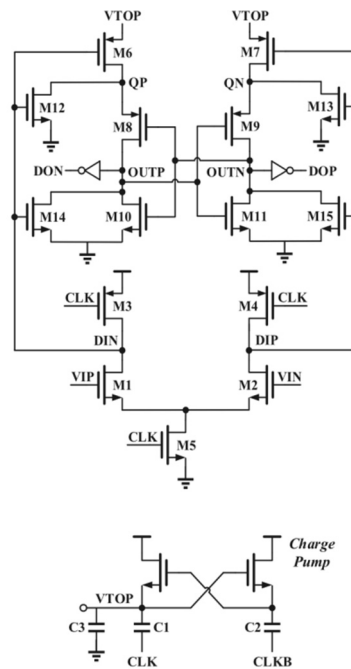 VTOP VTOP
M6 M7
QP QN
M12 M13
M8 M9
DON OUTP OUTN DOP
M14 M10 M11 M15
CLK M3 M4 CLK
DIN DIP
VIP M1 M2 VIN
CLK M5
Charge
Pump
VTOP
C3 C1 C2
CLK CLKB